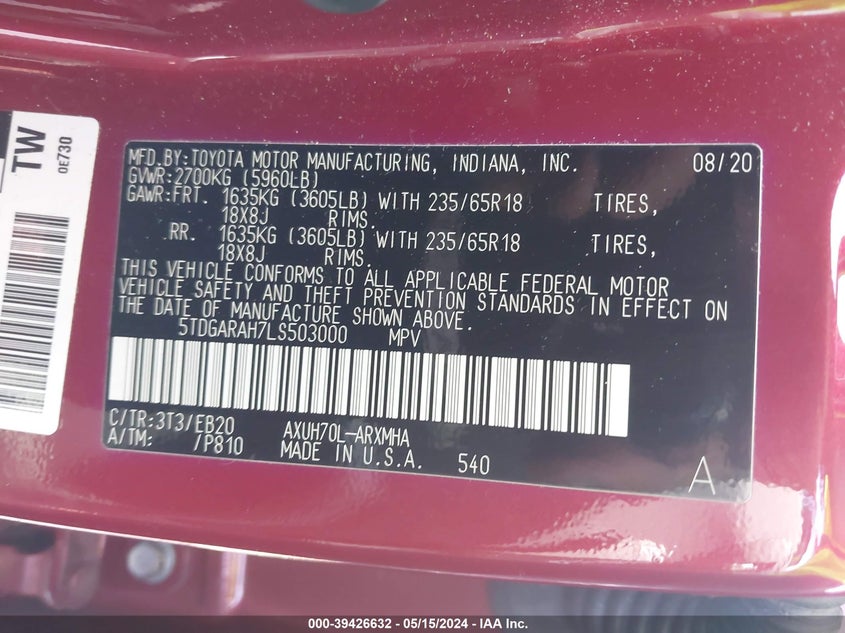 TW
0E730
MFD.BY:TOYOTA MOTOR MANUFACTURING, INDIANA, INC. 08/20
GVWR:2700KG (5960LB)
GAWR:FRT. 1635KG (3605LB) WITH 235/65R18 TIRES,
18X8J RIMS.
RR. 1635KG (3605LB) WITH 235/65R18 TIRES,
18X8J RIMS.
THIS VEHICLE CONFORMS TO ALL APPLICABLE FEDERAL MOTOR
VEHICLE SAFETY AND THEFT PREVENTION STANDARDS IN EFFECT ON
THE DATE OF MANUFACTURE SHOWN ABOVE.
5TDGARAH7LS503000 MPV
C/TR:3T3/EB20 AXUH70L-ARXMHA
A/TM: /P810 MADE IN U.S.A. 540
A
000-39426632 - 05/15/2024 - IAA Inc.